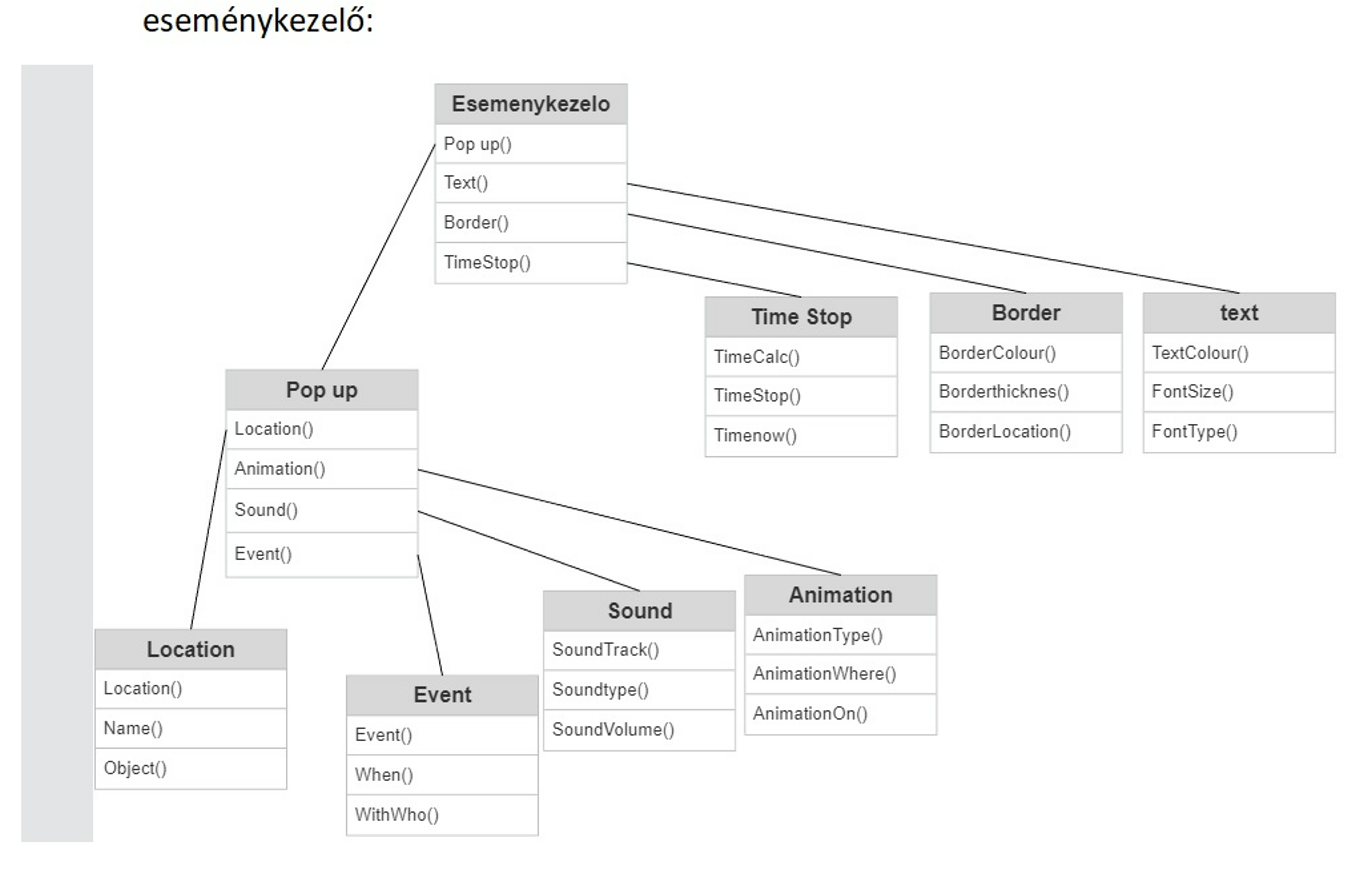 eseménykezelő:
Esemenykezelo
Pop up()
Text()
Border()
TimeStop()
Time Stop
TimeCalc()
TimeStop()
Timenow()
Border
BorderColour()
Borderthicknes()
BorderLocation()
text
TextColour()
FontSize()
FontType()
Pop up
Location()
Animation()
Sound()
Event()
Location
Location()
Name()
Object()
Event
Event()
When()
WithWho()
Sound
SoundTrack()
Soundtype()
SoundVolume()
Animation
AnimationType()
AnimationWhere()
AnimationOn()